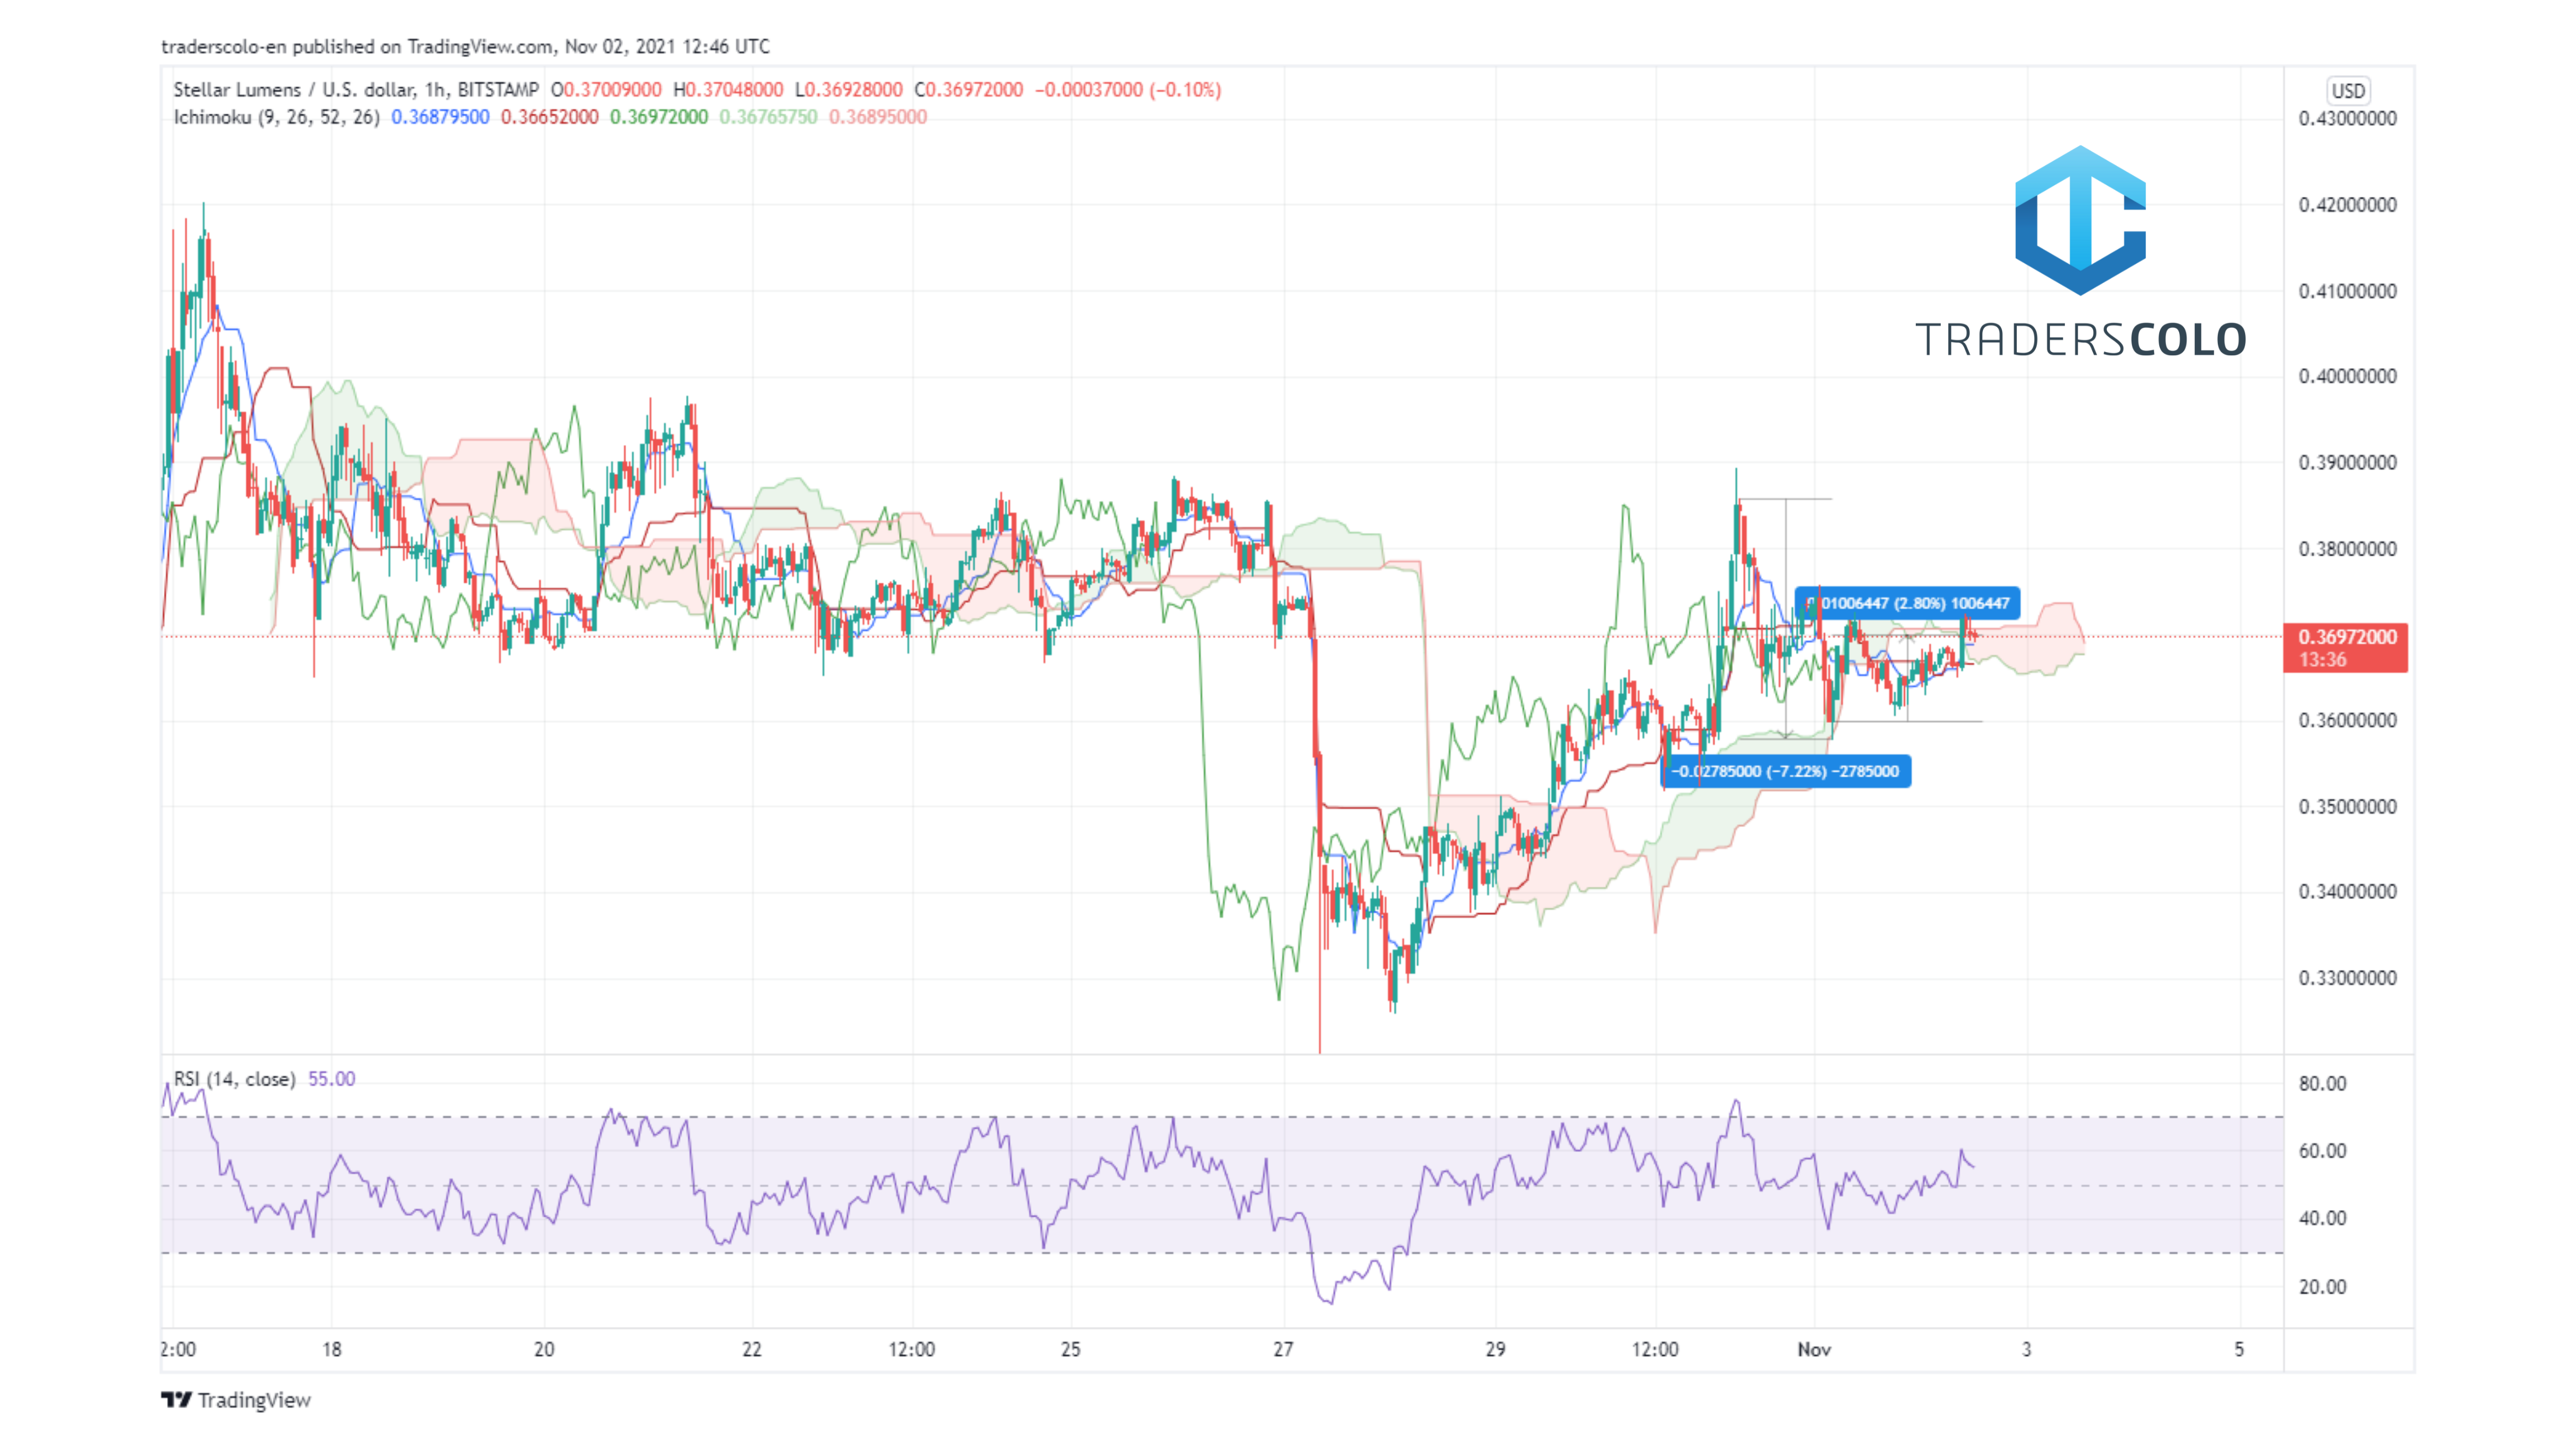 traderscolo-en published on TradingView.com, Nov 02, 2021 12:46 UTC
Stellar Lumens / U.S. dollar, 1h, BITSTAMP O0.37009000 H0.37048000 L0.36928000 C0.36972000 −0.00037000 (−0.10%)
Ichimoku (9, 26, 52, 26) 0.36879500 0.36652000 0.36972000 0.36765750 0.36895000
USD
0.43000000
0.42000000
0.41000000
0.40000000
0.39000000
0.38000000
0.36972000
13:36
0.36000000
0.35000000
0.34000000
0.33000000
TRADERSCOLO
0.01006447 (2.80%) 1006447
−0.02785000 (−7.22%) −2785000
RSI (14, close) 55.00
80.00
60.00
40.00
20.00
2:00 18 20 22 12:00 25 27 29 12:00 Nov 3 5
TradingView